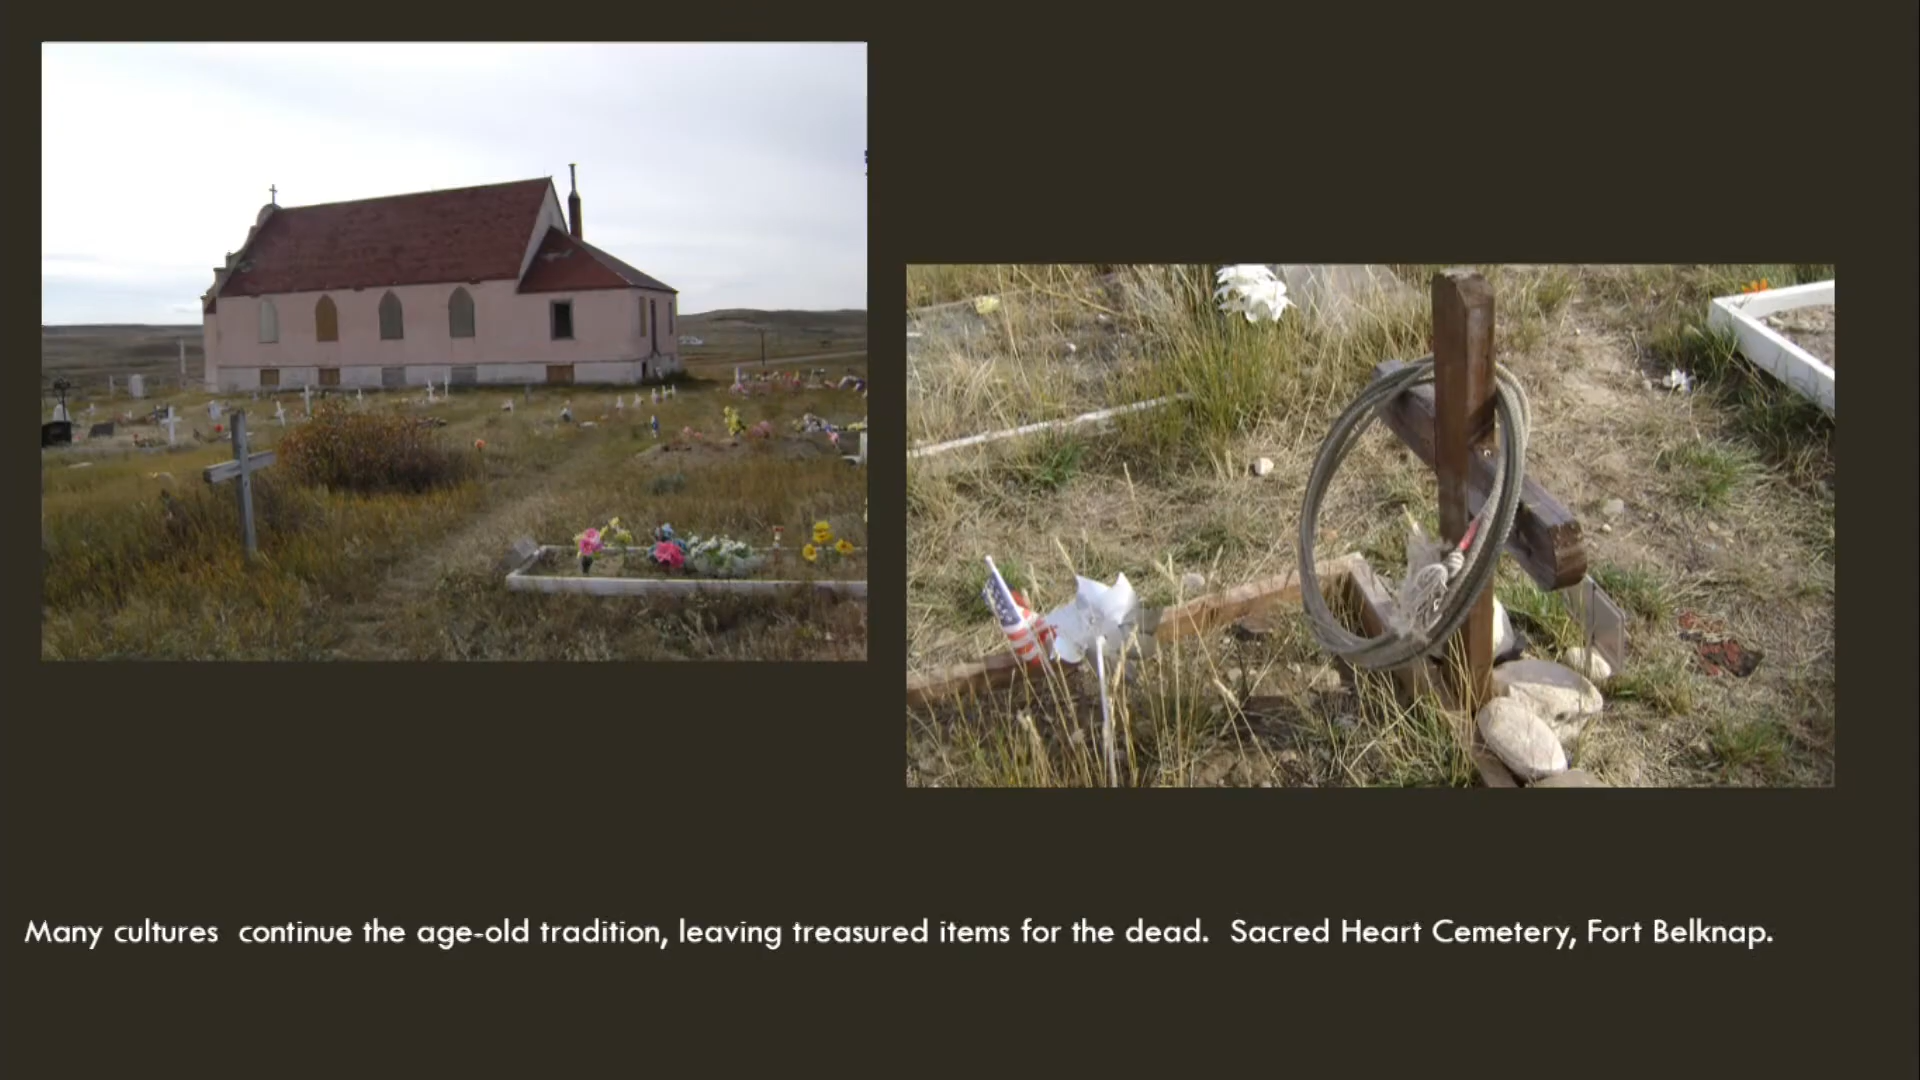 Many cultures  continue the age-old tradition, leaving treasured items for the dead.  Sacred Heart Cemetery, Fort Belknap.